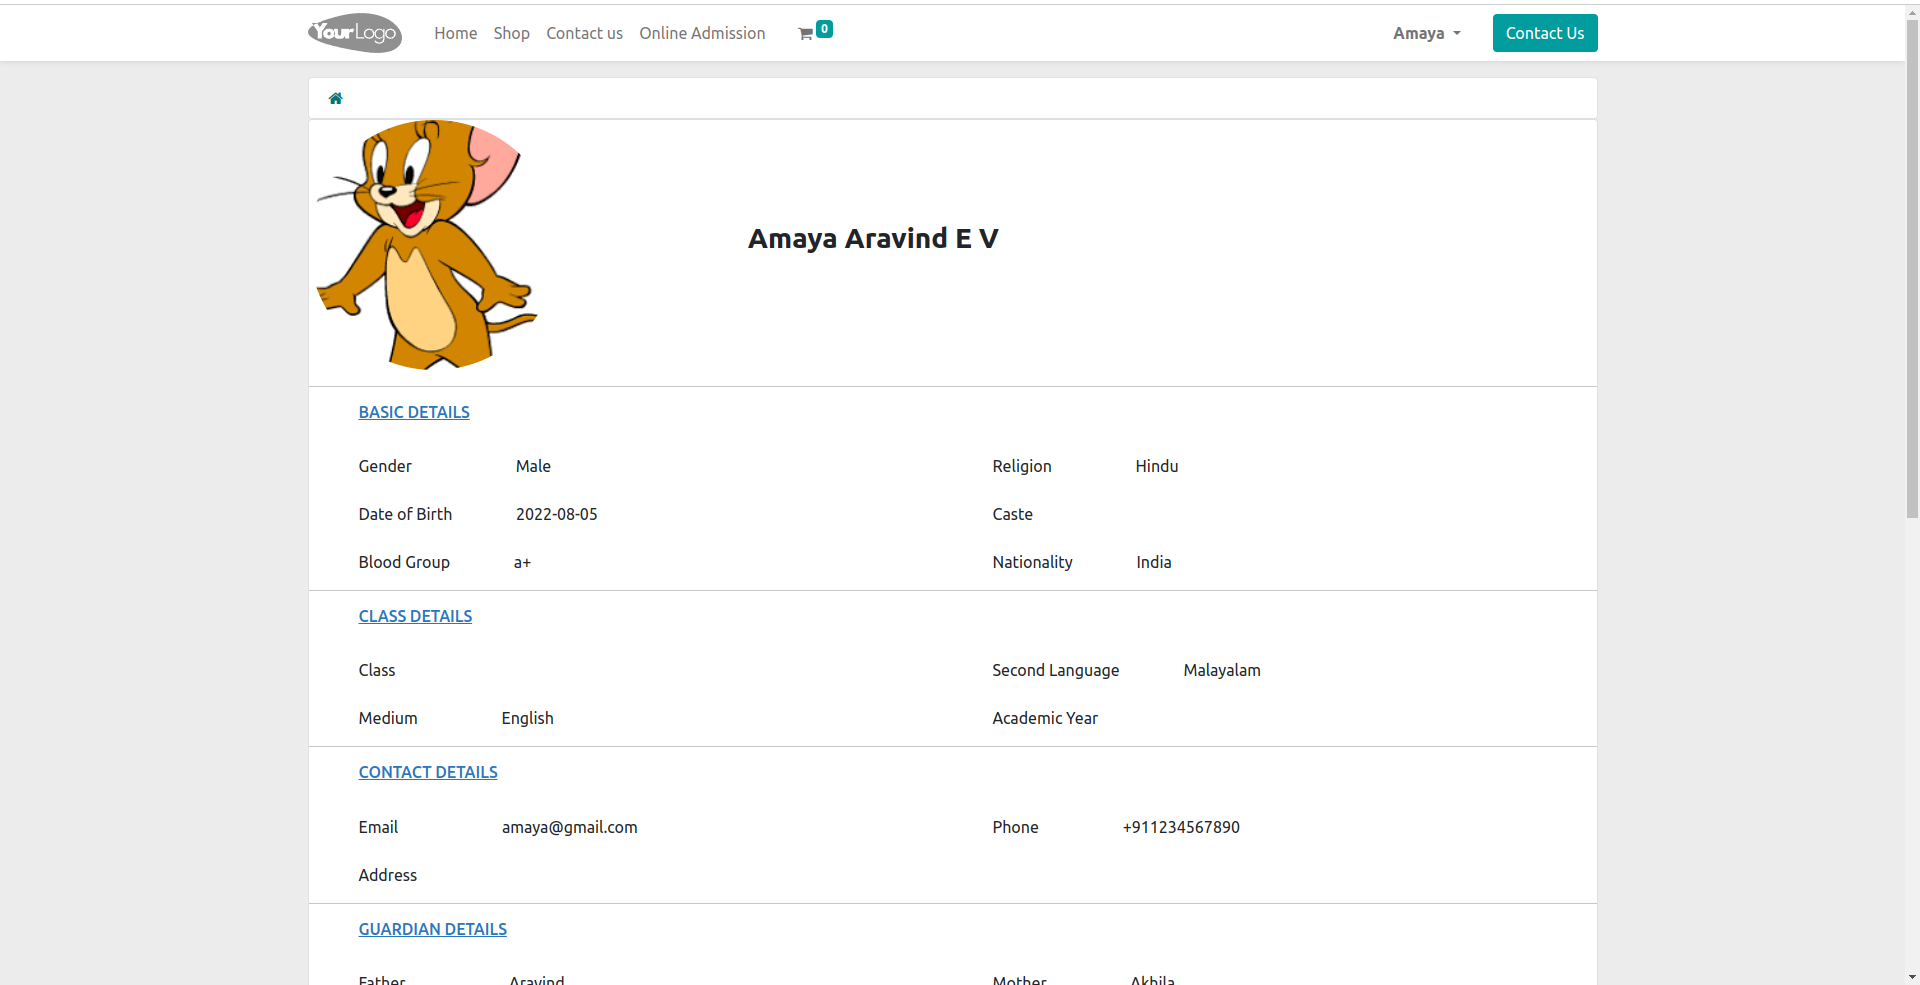 YourLogo Home Shop Contact us Online Admission 0 Amaya Contact Us
Amaya Aravind E V
BASIC DETAILS
Gender Male Religion Hindu
Date of Birth 2022-08-05 Caste
Blood Group a+ Nationality India
CLASS DETAILS
Class Second Language Malayalam
Medium English Academic Year
CONTACT DETAILS
Email amaya@gmail.com Phone +911234567890
Address
GUARDIAN DETAILS
Father Aravind Mother Akhila